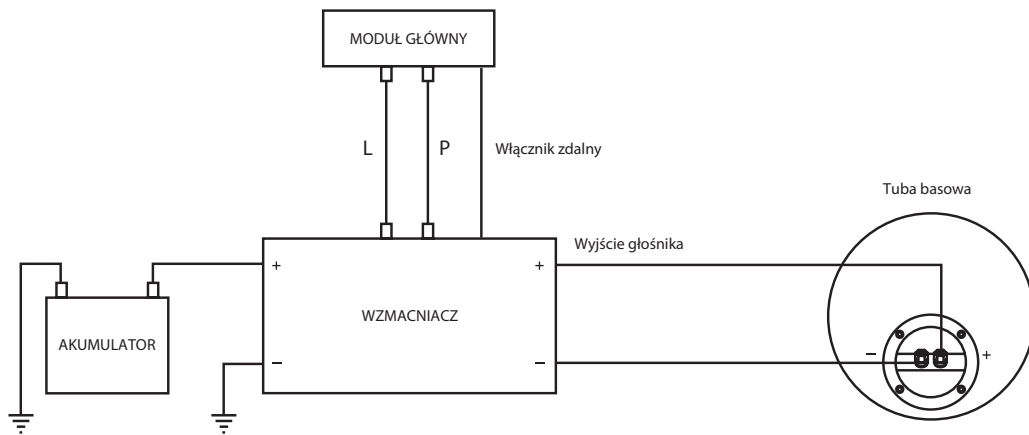 MODUŁ GŁÓWNY
L
P
Włącznik zdalny
Tuba basowa
Wyjście głośnika
+
+
WZMACNIACZ
AKUMULATOR
−
−
−
+